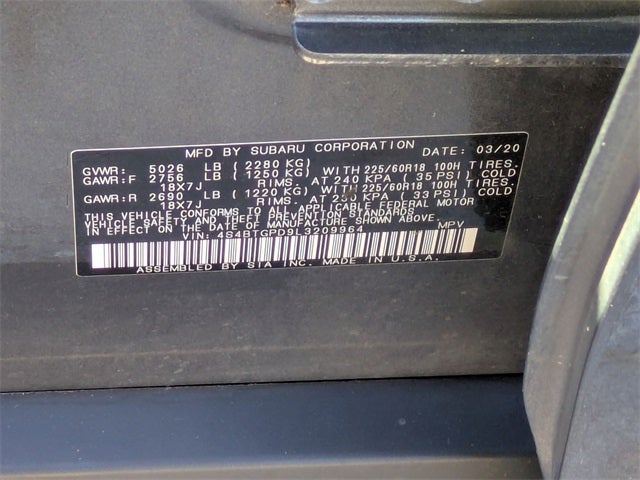 MFD BY SUBARU CORPORATION DATE: 03/20
GVWR: 5026 LB (2280 KG)
GAWR:F 2756 LB (1250 KG) WITH 225/60R18 100H TIRES.
18X7J RIMS. AT 240 KPA (35 PSI) COLD
GAWR:R 2690 LB (1220 KG) WITH 225/60R18 100H TIRES.
18X7J RIMS. AT 230 KPA (33 PSI) COLD
THIS VEHICLE CONFORMS TO ALL APPLICABLE FEDERAL MOTOR
VEHICLE SAFETY AND THEFT PREVENTION STANDARDS
IN EFFECT ON THE DATE OF MANUFACTURE SHOWN ABOVE.
VIN: 4S4BTGPD9L3209964 MPV
ASSEMBLED BY SIA INC. MADE IN U.S.A.